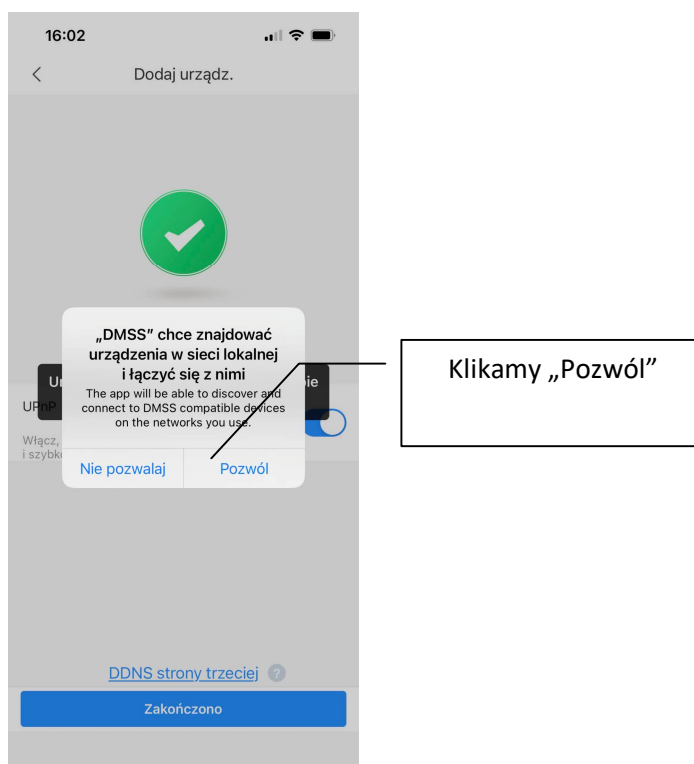 16:02
Dodaj urządz.
„DMSS” chce znajdować
urządzenia w sieci lokalnej
i łączyć się z nimi
The app will be able to discover and
connect to DMSS compatible devices
on the networks you use.
UPnP
Włącz,
Nie pozwalaj Pozwól
Klikamy „Pozwól”
DDNS strony trzeciej ?
Zakończono